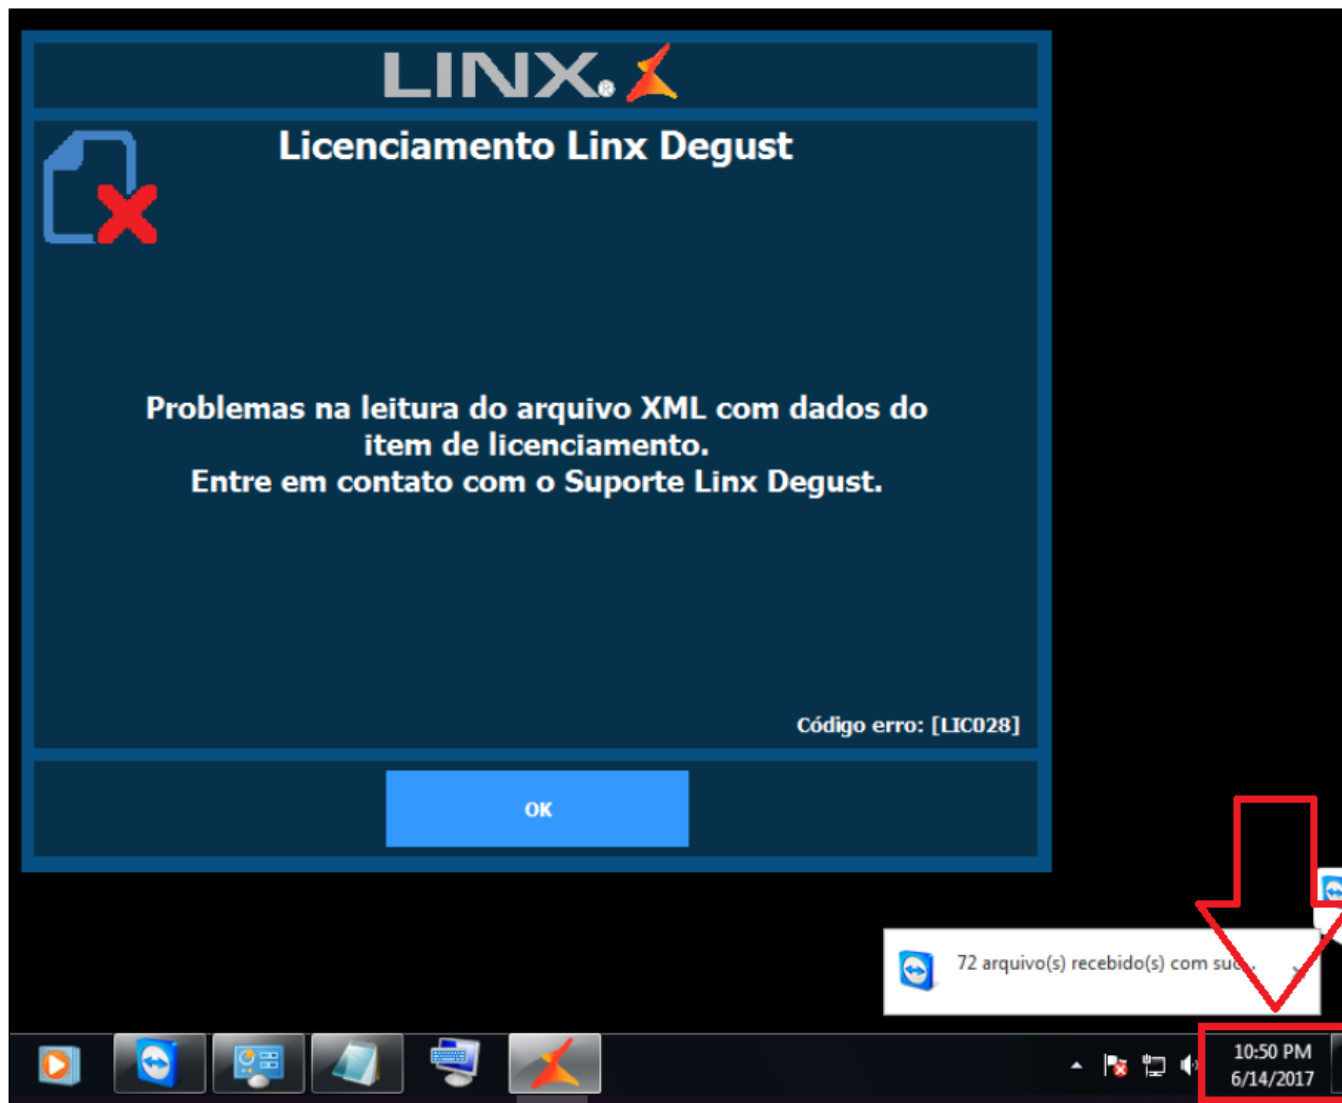 LINX®
Licenciamento Linx Degust
Problemas na leitura do arquivo XML com dados do
item de licenciamento.
Entre em contato com o Suporte Linx Degust.
Código erro: [LIC028]
OK
72 arquivo(s) recebido(s) com suc...
10:50 PM
6/14/2017